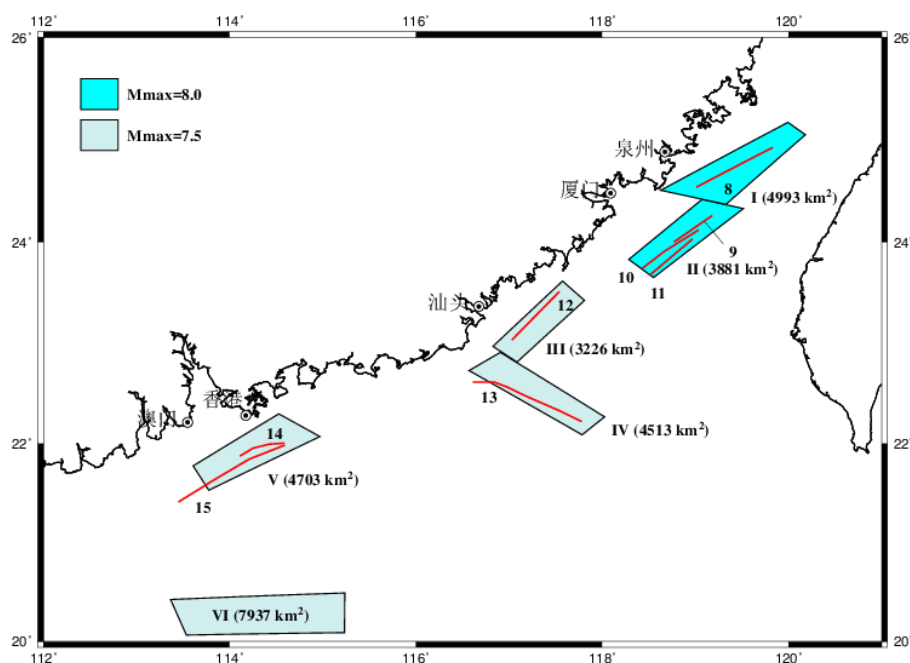 112° 114° 116° 118° 120°
26° 26°
Mmax=8.0
Mmax=7.5
泉州
厦门
8
I (4993 km²)
9
II (3881 km²)
10
11
24° 24°
汕头
12
III (3226 km²)
13
IV (4513 km²)
香港
澳门
22° 22°
14
V (4703 km²)
15
VI (7937 km²)
20° 20°
112° 114° 116° 118° 120°